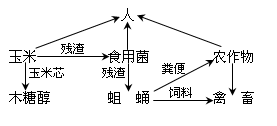 人
残渣
玉米 食用菌 农作物
玉米芯 残渣 粪便
饲料
木糖醇 蛆 蛹 禽 畜